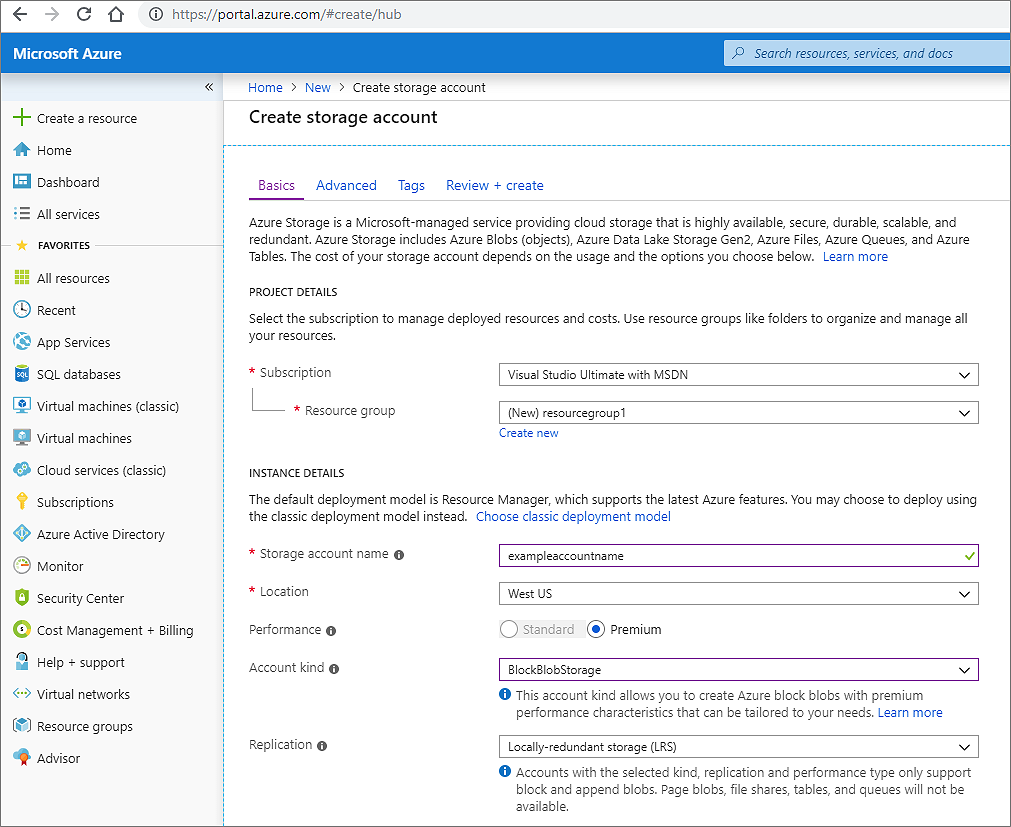 https://portal.azure.com/#create/hub
Microsoft Azure
Search resources, services, and docs
«
Home > New > Create storage account
Create storage account
Create a resource
Home
Dashboard
All services
FAVORITES
All resources
Recent
App Services
SQL databases
Virtual machines (classic)
Virtual machines
Cloud services (classic)
Subscriptions
Azure Active Directory
Monitor
Security Center
Cost Management + Billing
Help + support
Virtual networks
Resource groups
Advisor
Basics Advanced Tags Review + create
Azure Storage is a Microsoft-managed service providing cloud storage that is highly available, secure, durable, scalable, and
redundant. Azure Storage includes Azure Blobs (objects), Azure Data Lake Storage Gen2, Azure Files, Azure Queues, and Azure
Tables. The cost of your storage account depends on the usage and the options you choose below. Learn more
PROJECT DETAILS
Select the subscription to manage deployed resources and costs. Use resource groups like folders to organize and manage all
your resources.
* Subscription
Visual Studio Ultimate with MSDN
* Resource group
(New) resourcegroup1
Create new
INSTANCE DETAILS
The default deployment model is Resource Manager, which supports the latest Azure features. You may choose to deploy using
the classic deployment model instead. Choose classic deployment model
* Storage account name
exampleaccountname
* Location
West US
Performance
Standard Premium
Account kind
BlockBlobStorage
This account kind allows you to create Azure block blobs with premium
performance characteristics that can be tailored to your needs. Learn more
Replication
Locally-redundant storage (LRS)
Accounts with the selected kind, replication and performance type only support
block and append blobs. Page blobs, file shares, tables, and queues will not be
available.